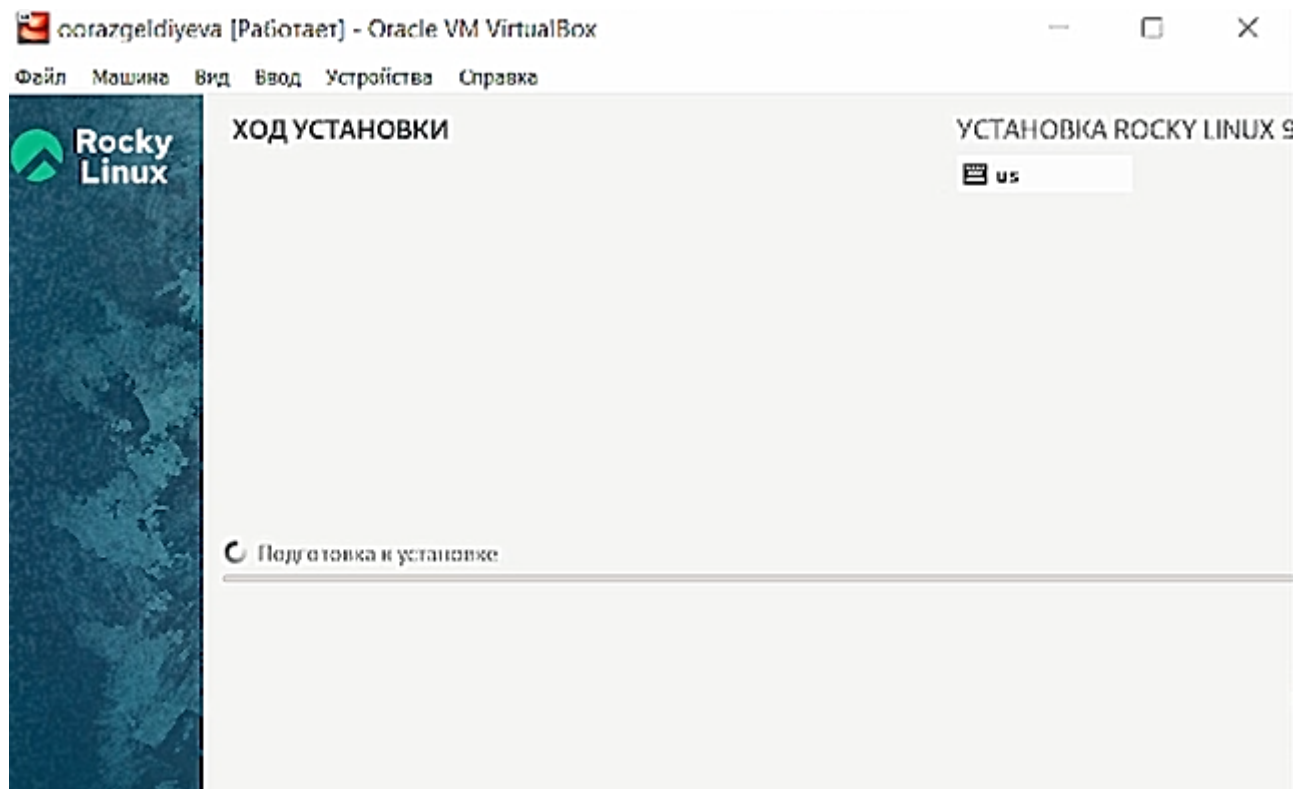 oorazgeldiyeva [Работает] - Oracle VM VirtualBox
Файл Машина Вид Ввод Устройства Справка
Rocky
Linux
ХОД УСТАНОВКИ
УСТАНОВКА ROCKY LINUX 9
us
Подготовка к установке